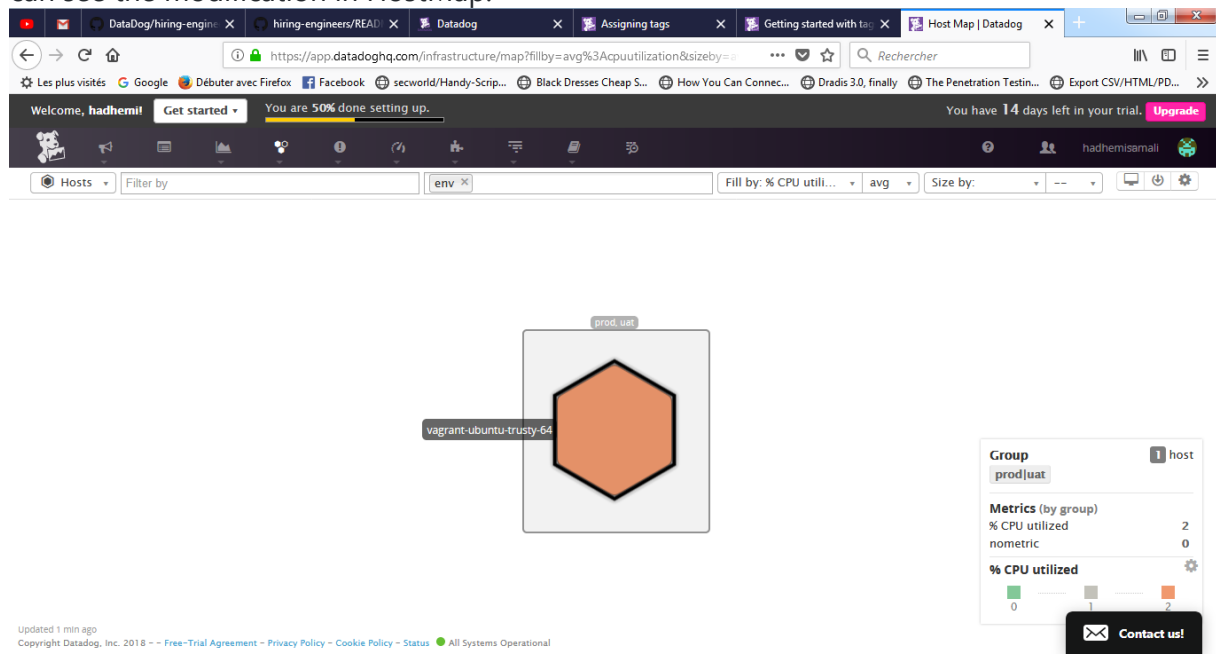 can see the modification in Hostmap.
DataDog/hiring-engine
hiring-engineers/READ
Datadog
Assigning tags
Getting started with tag
Host Map | Datadog
https://app.datadoghq.com/infrastructure/map?fillby=avg%3Acpuutilization&sizeby=a
Rechercher
Les plus visités
Google
Débuter avec Firefox
Facebook
secworld/Handy-Scrip...
Black Dresses Cheap S...
How You Can Connec...
Dradis 3.0, finally
The Penetration Testin...
Export CSV/HTML/PD...
Welcome, hadhemi!
Get started
You are 50% done setting up.
You have 14 days left in your trial.
Upgrade
hadhemisamali
Hosts
Filter by
env ×
Fill by: % CPU utili...
avg
Size by:
--
prod, uat
vagrant-ubuntu-trusty-64
Group
1 host
prod|uat
Metrics (by group)
% CPU utilized 2
nometric 0
% CPU utilized
0 1 2
Updated 1 min ago
Copyright Datadog, Inc. 2018 - - Free-Trial Agreement - Privacy Policy - Cookie Policy - Status All Systems Operational
Contact us!